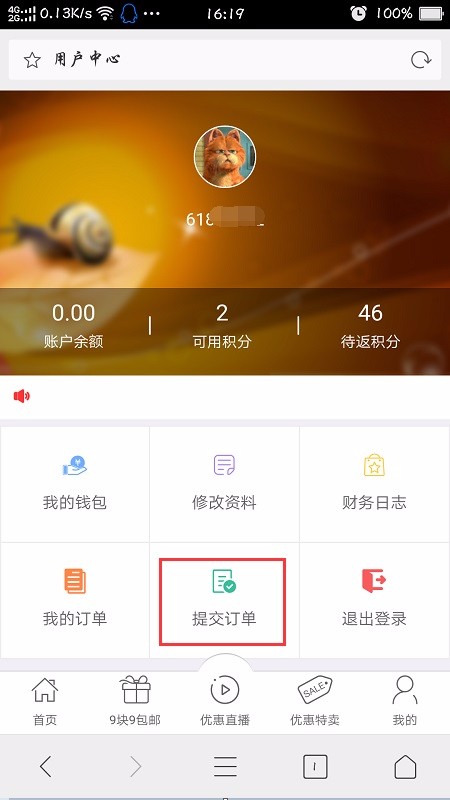 4G 2G 0.13K/s 16:19 100%
用户中心
618
0.00 2 46
账户余额 可用积分 待返积分
我的钱包 修改资料 财务日志
我的订单 提交订单 退出登录
SALE
首页 9块9包邮 优惠直播 优惠特卖 我的
1